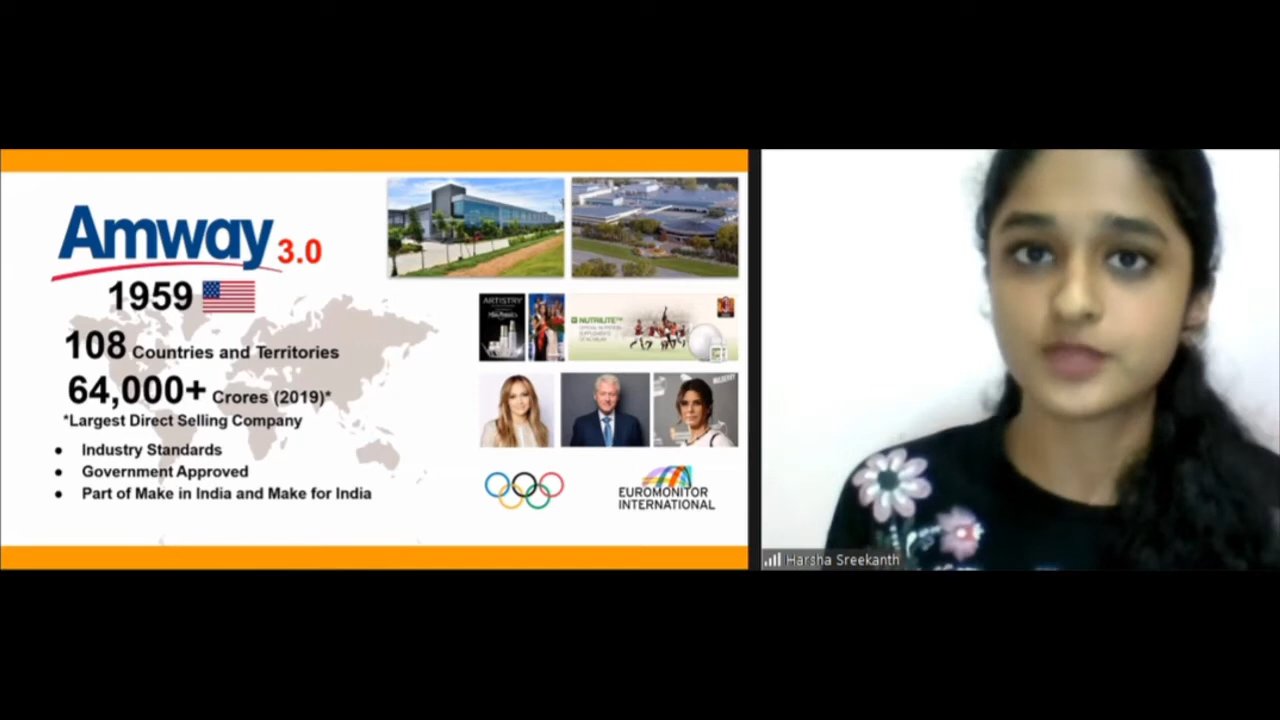 Amway 3.0
1959
108 Countries and Territories
64,000+ Crores (2019)*
*Largest Direct Selling Company
● Industry Standards
● Government Approved
● Part of Make in India and Make for India
ARTISTRY
NUTRILITE™
EUROMONITOR
INTERNATIONAL
Harsha Sreekanth